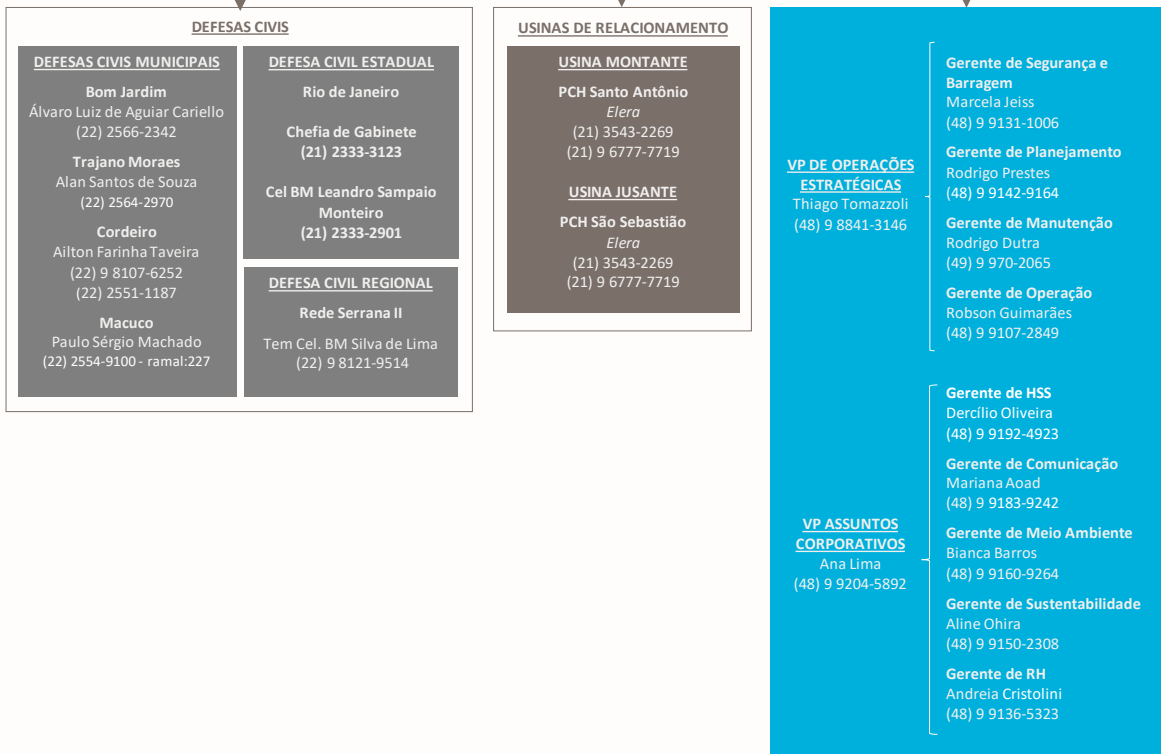 DEFESAS CIVIS
DEFESAS CIVIS MUNICIPAIS
Bom Jardim
Álvaro Luiz de Aguiar Cariello
(22) 2566-2342
Trajano Moraes
Alan Santos de Souza
(22) 2564-2970
Cordeiro
Ailton Farinha Taveira
(22) 9 8107-6252
(22) 2551-1187
Macuco
Paulo Sérgio Machado
(22) 2554-9100 - ramal:227
DEFESA CIVIL ESTADUAL
Rio de Janeiro
Chefia de Gabinete
(21) 2333-3123
Cel BM Leandro Sampaio
Monteiro
(21) 2333-2901
DEFESA CIVIL REGIONAL
Rede Serrana II
Tem Cel. BM Silva de Lima
(22) 9 8121-9514
USINAS DE RELACIONAMENTO
USINA MONTANTE
PCH Santo Antônio
Elera
(21) 3543-2269
(21) 9 6777-7719
USINA JUSANTE
PCH São Sebastião
Elera
(21) 3543-2269
(21) 9 6777-7719
VP DE OPERAÇÕES
ESTRATÉGICAS
Thiago Tomazzoli
(48) 9 8841-3146
Gerente de Segurança e
Barragem
Marcela Jeiss
(48) 9 9131-1006
Gerente de Planejamento
Rodrigo Prestes
(48) 9 9142-9164
Gerente de Manutenção
Rodrigo Dutra
(49) 9 970-2065
Gerente de Operação
Robson Guimarães
(48) 9 9107-2849
VP ASSUNTOS
CORPORATIVOS
Ana Lima
(48) 9 9204-5892
Gerente de HSS
Dercílio Oliveira
(48) 9 9192-4923
Gerente de Comunicação
Mariana Aoad
(48) 9 9183-9242
Gerente de Meio Ambiente
Bianca Barros
(48) 9 9160-9264
Gerente de Sustentabilidade
Aline Ohira
(48) 9 9150-2308
Gerente de RH
Andreia Cristolini
(48) 9 9136-5323